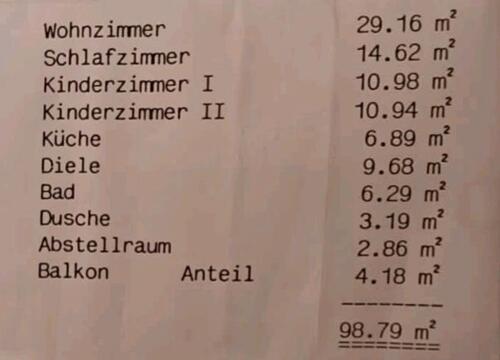 Wohnzimmer 29.16 m²
Schlafzimmer 14.62 m²
Kinderzimmer I 10.98 m²
Kinderzimmer II 10.94 m²
Küche 6.89 m²
Diele 9.68 m²
Bad 6.29 m²
Dusche 3.19 m²
Abstellraum 2.86 m²
Balkon Anteil 4.18 m²
98.79 m²